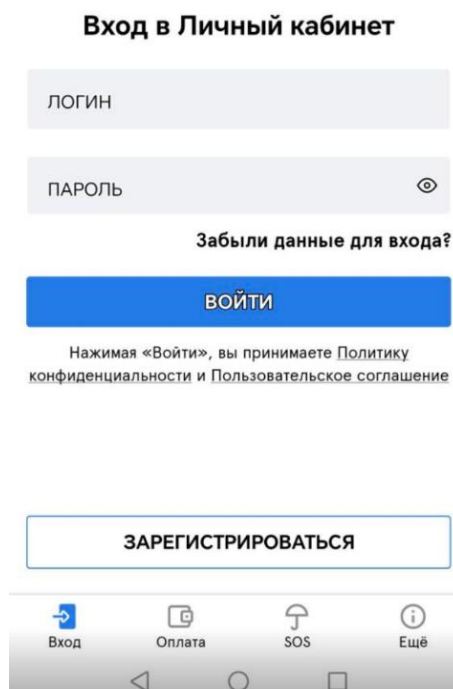 Вход в Личный кабинет
ЛОГИН
ПАРОЛЬ
Забыли данные для входа?
ВОЙТИ
Нажимая «Войти», вы принимаете Политику
конфиденциальности и Пользовательское соглашение
ЗАРЕГИСТРИРОВАТЬСЯ
Вход Оплата SOS Ещё